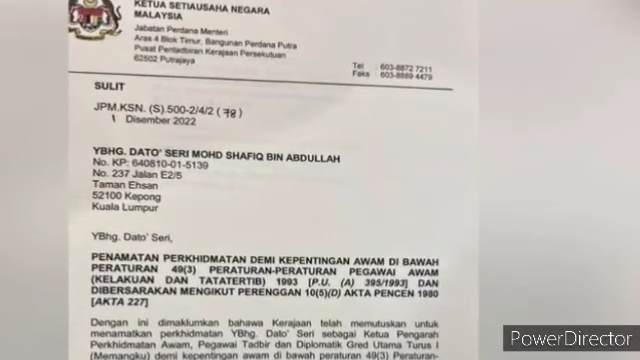 KETUA SETIAUSAHA NEGARA
MALAYSIA
Jabatan Perdana Menteri
Aras 4 Blok Timur, Bangunan Perdana Putra
Pusat Pentadbiran Kerajaan Persekutuan
62502 Putrajaya
Tel : 603-8872 7211
Faks : 603-8889 4479
SULIT
JPM.KSN. (S).500-2/4/2 (78)
1 Disember 2022
YBHG. DATO' SERI MOHD SHAFIQ BIN ABDULLAH
No. KP: 640810-01-5139
No. 237 Jalan E2/5
Taman Ehsan
52100 Kepong
Kuala Lumpur
YBhg. Dato' Seri,
PENAMATAN PERKHIDMATAN DEMI KEPENTINGAN AWAM DI BAWAH
PERATURAN 49(3) PERATURAN-PERATURAN PEGAWAI AWAM
(KELAKUAN DAN TATATERTIB) 1993 [P.U. (A) 395/1993] DAN
DIBERSARAKAN MENGIKUT PERENGGAN 10(5)(D) AKTA PENCEN 1980
[AKTA 227]
Dengan ini dimaklumkan bahawa Kerajaan telah memutuskan untuk
menamatkan perkhidmatan YBhg. Dato' Seri sebagai Ketua Pengarah
Perkhidmatan Awam, Pegawai Tadbir dan Diplomatik Gred Utama Turus I
(Memangku) demi kepentingan awam di bawah peraturan 49(3) Peraturan-
PowerDirector